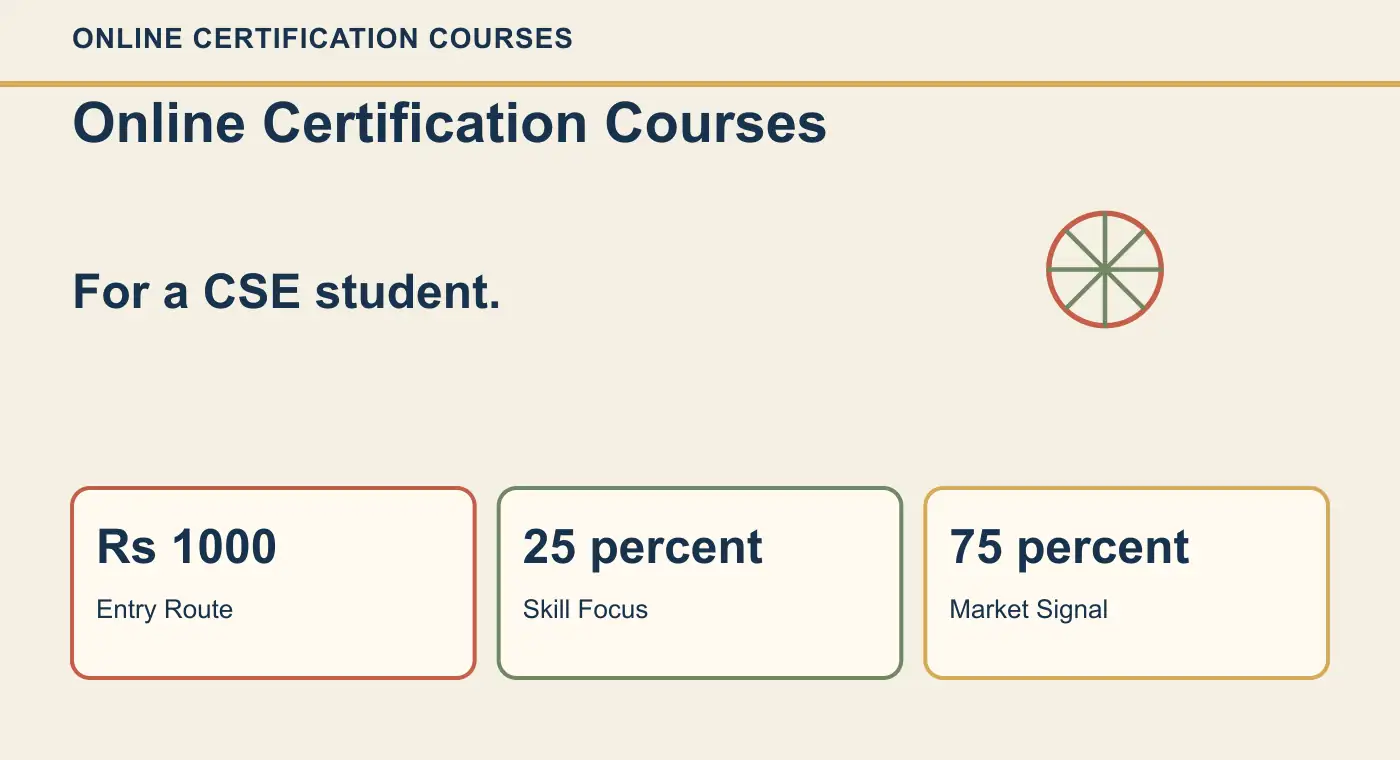 ONLINE CERTIFICATION COURSES
Online Certification Courses
For a CSE student.
Rs 1000
Entry Route
25 percent
Skill Focus
75 percent
Market Signal